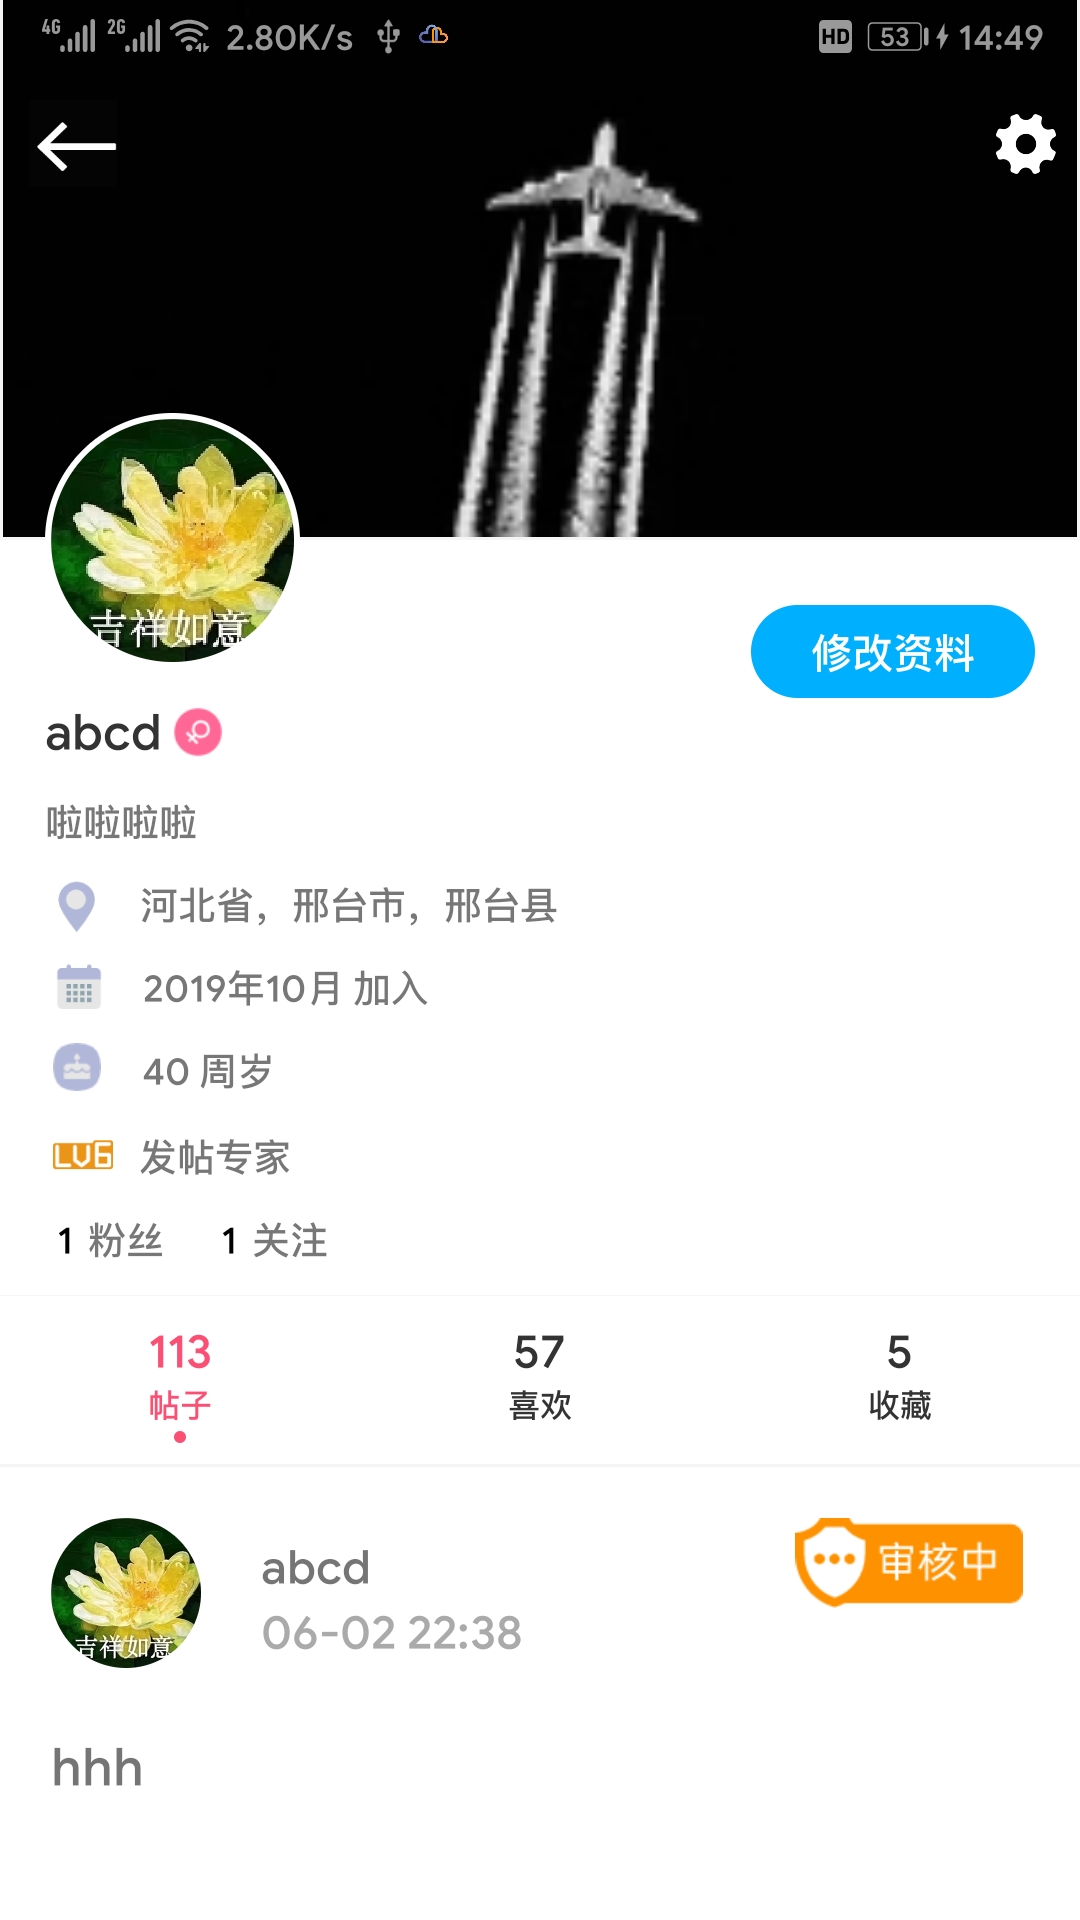 4G 2G 2.80K/s HD 53 14:49
吉祥如意
修改资料
abcd
啦啦啦啦
河北省，邢台市，邢台县
2019年10月 加入
40 周岁
LV6 发帖专家
1 粉丝 1 关注
113 57 5
帖子 喜欢 收藏
abcd 审核中
06-02 22:38
吉祥如意
hhh